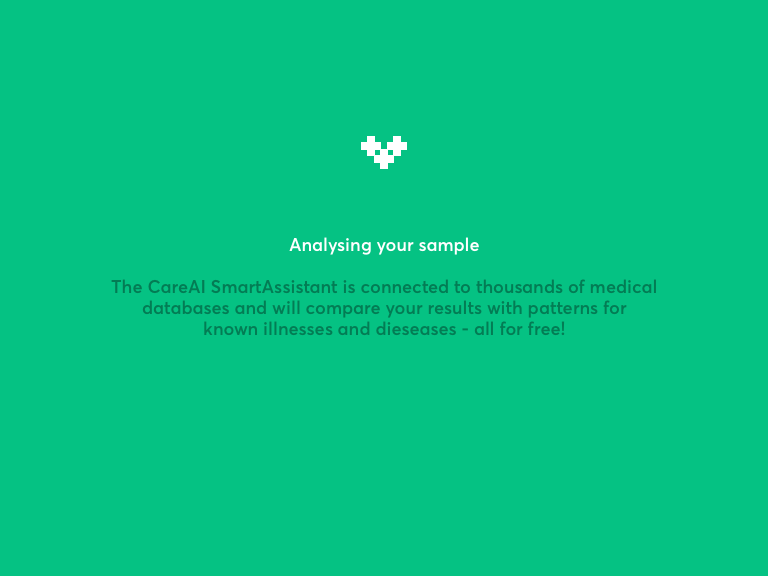 Analysing your sample
The CareAI SmartAssistant is connected to thousands of medical
databases and will compare your results with patterns for
known illnesses and dieseases - all for free!